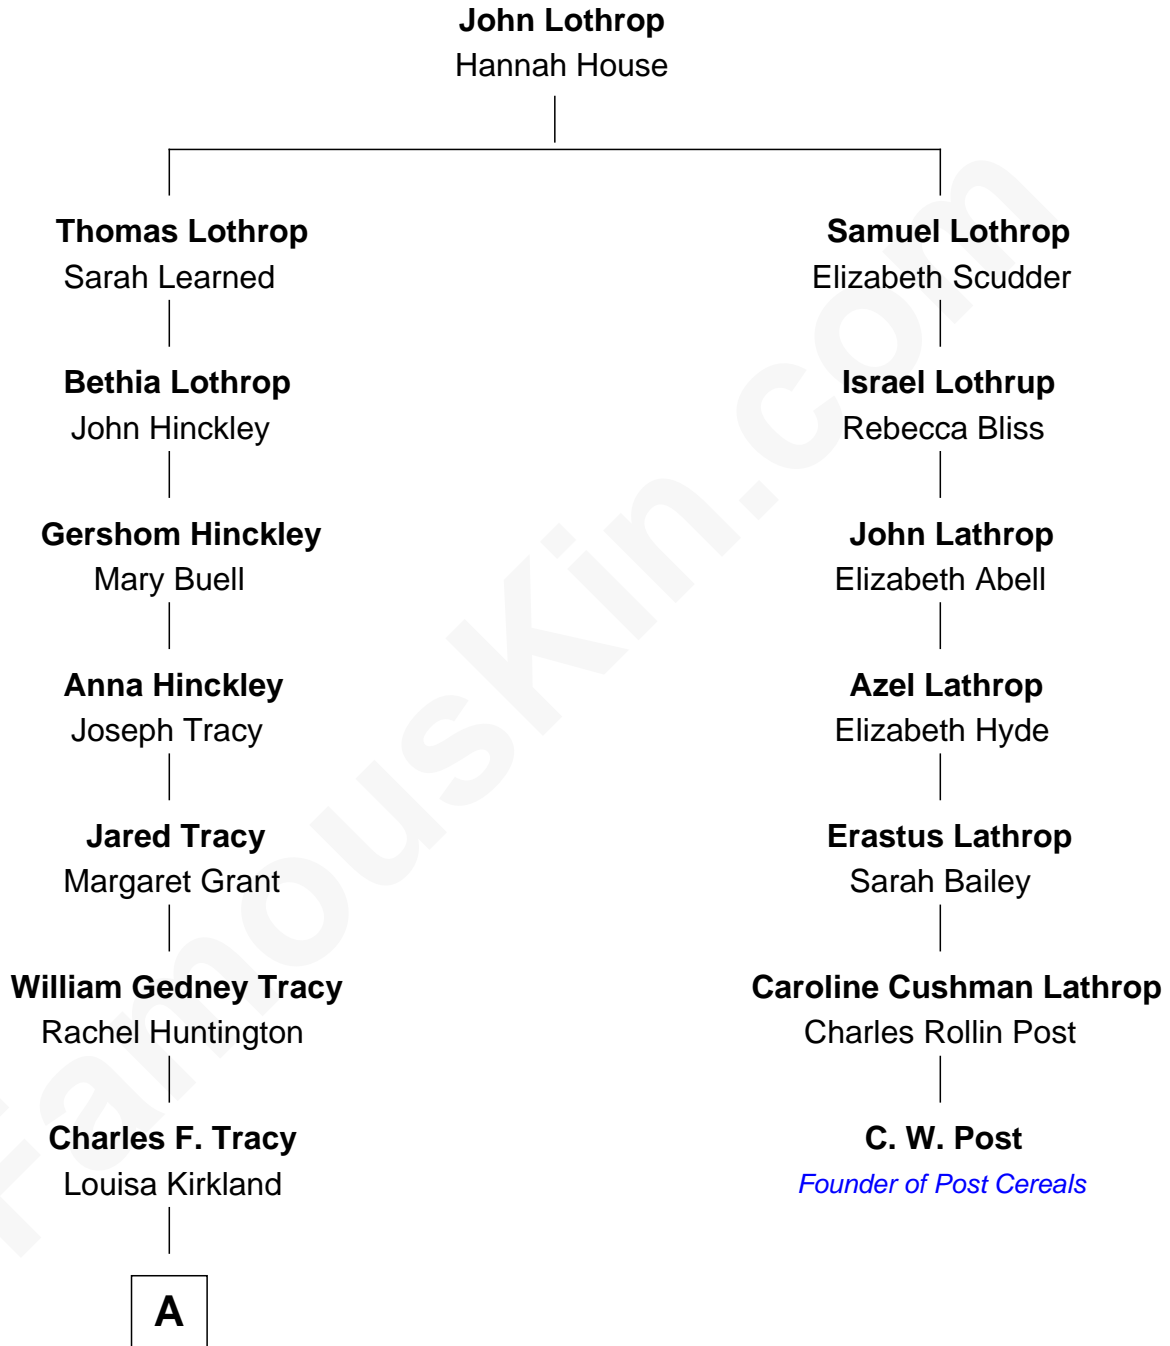 John Lothrop
Hannah House
Thomas Lothrop
Sarah Learned
Samuel Lothrop
Elizabeth Scudder
Bethia Lothrop
John Hinckley
Israel Lothrup
Rebecca Bliss
Gershom Hinckley
Mary Buell
John Lathrop
Elizabeth Abell
Anna Hinckley
Joseph Tracy
Azel Lathrop
Elizabeth Hyde
Jared Tracy
Margaret Grant
Erastus Lathrop
Sarah Bailey
William Gedney Tracy
Rachel Huntington
Caroline Cushman Lathrop
Charles Rollin Post
Charles F. Tracy
Louisa Kirkland
C. W. Post
Founder of Post Cereals
A
FamousKin.com